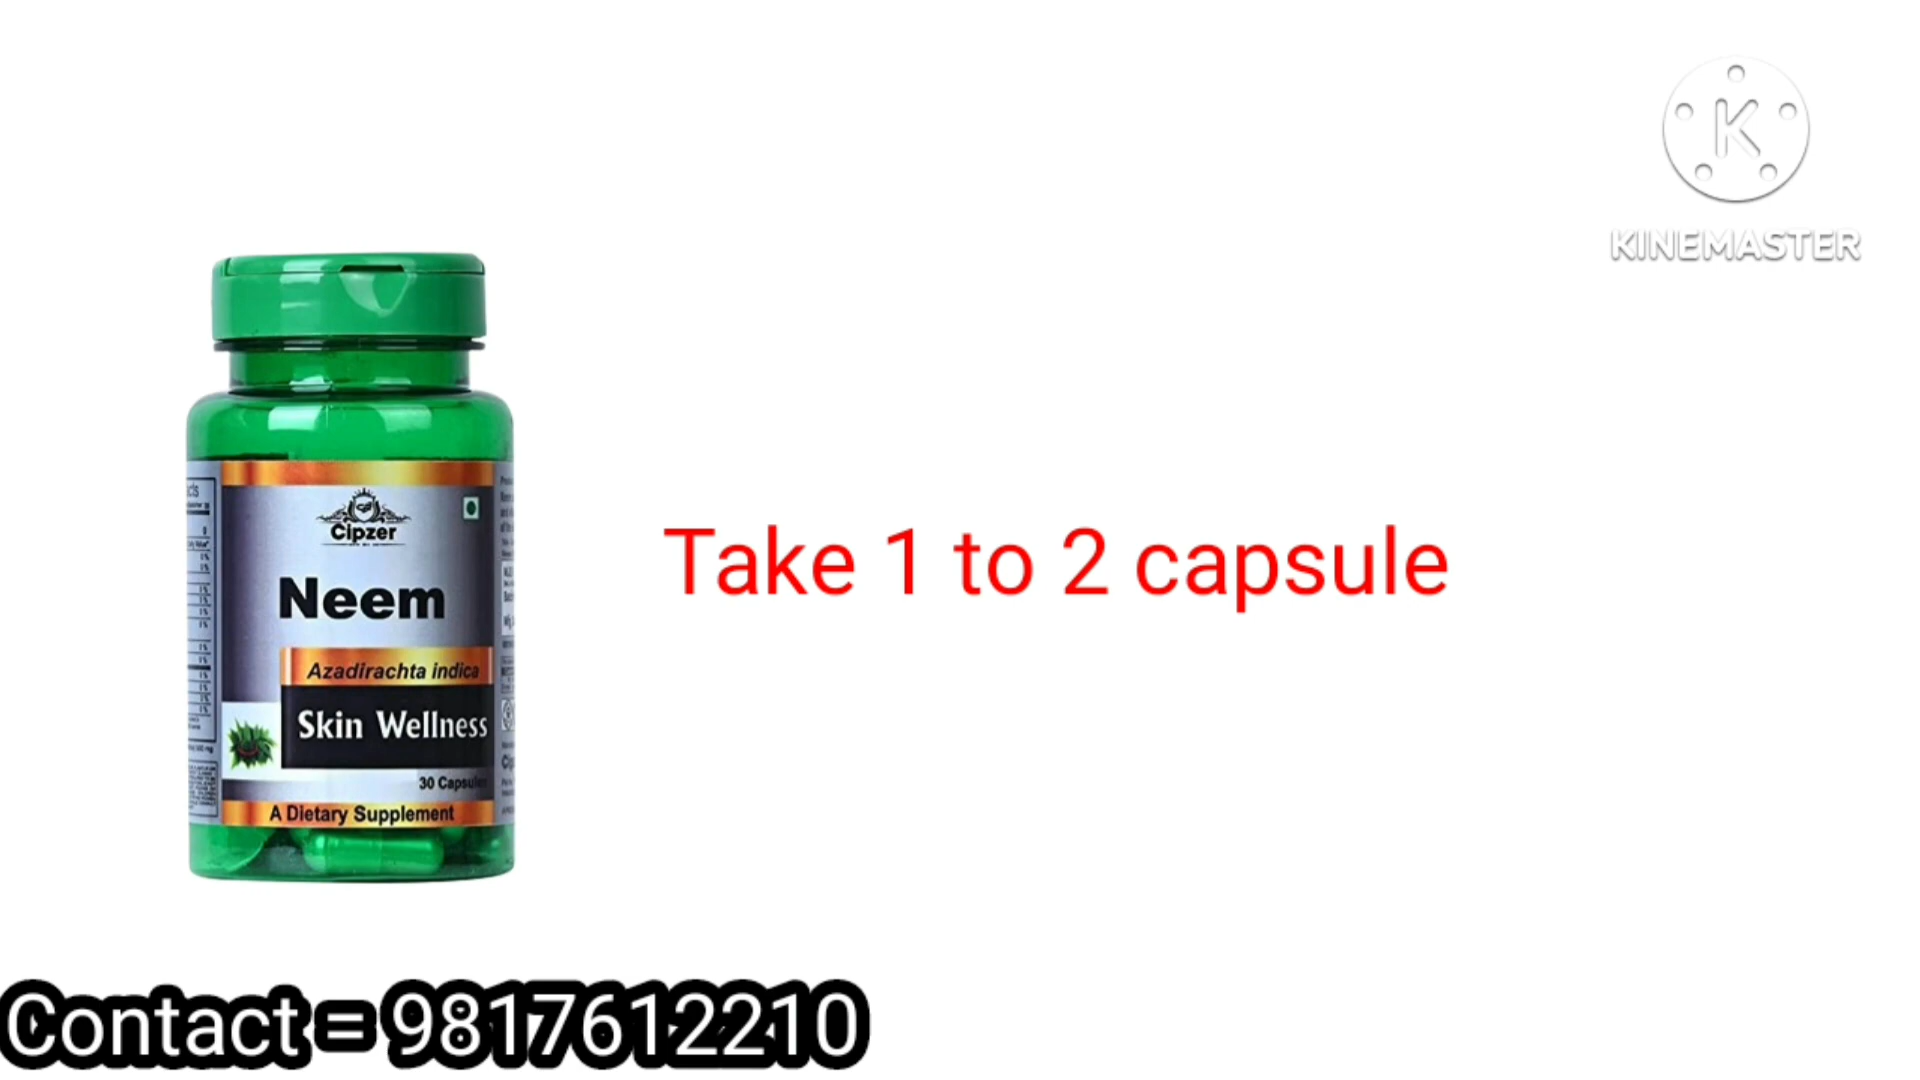 K
KINEMASTER
Cipzer
Neem
Azadirachta indica
Skin Wellness
30 Capsules
A Dietary Supplement
Take 1 to 2 capsule
Contact = 9817612210